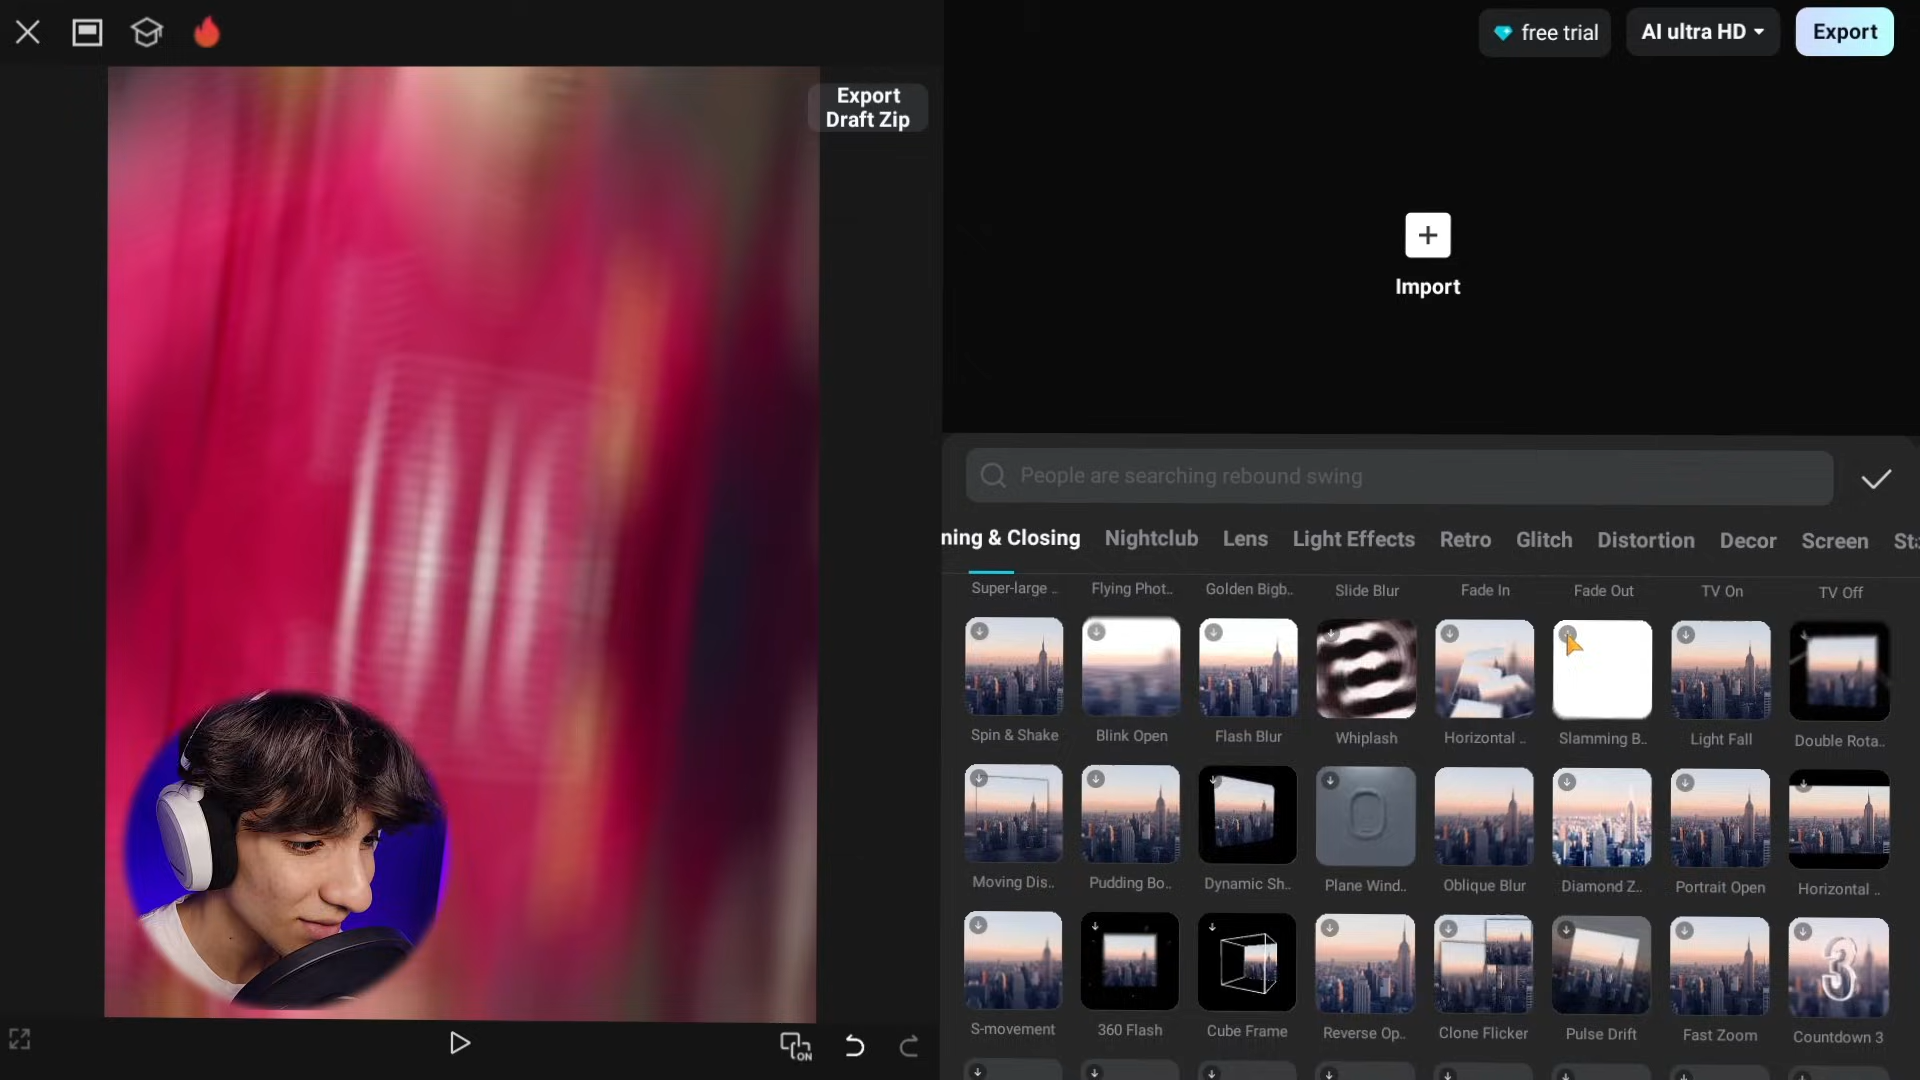 free trial
AI ultra HD
Export
Export
Draft Zip
Import
People are searching rebound swing
ning & Closing
Nightclub
Lens
Light Effects
Retro
Glitch
Distortion
Decor
Screen
St
Super-large ..
Flying Phot..
Golden Bigb..
Slide Blur
Fade In
Fade Out
TV On
TV Off
Spin & Shake
Blink Open
Flash Blur
Whiplash
Horizontal ..
Slamming B..
Light Fall
Double Rota..
Moving Dis..
Pudding Bo..
Dynamic Sh..
Plane Wind..
Oblique Blur
Diamond Z..
Portrait Open
Horizontal ..
3
S-movement
360 Flash
Cube Frame
Reverse Op..
Clone Flicker
Pulse Drift
Fast Zoom
Countdown 3
ON